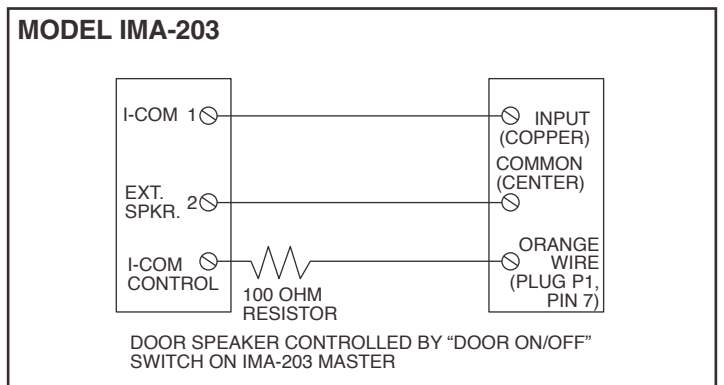 MODEL IMA-203
I-COM 1
INPUT
(COPPER)
COMMON
(CENTER)
EXT.
SPKR. 2
I-COM
CONTROL
100 OHM
RESISTOR
ORANGE
WIRE
(PLUG P1,
PIN 7)
DOOR SPEAKER CONTROLLED BY “DOOR ON/OFF”
SWITCH ON IMA-203 MASTER